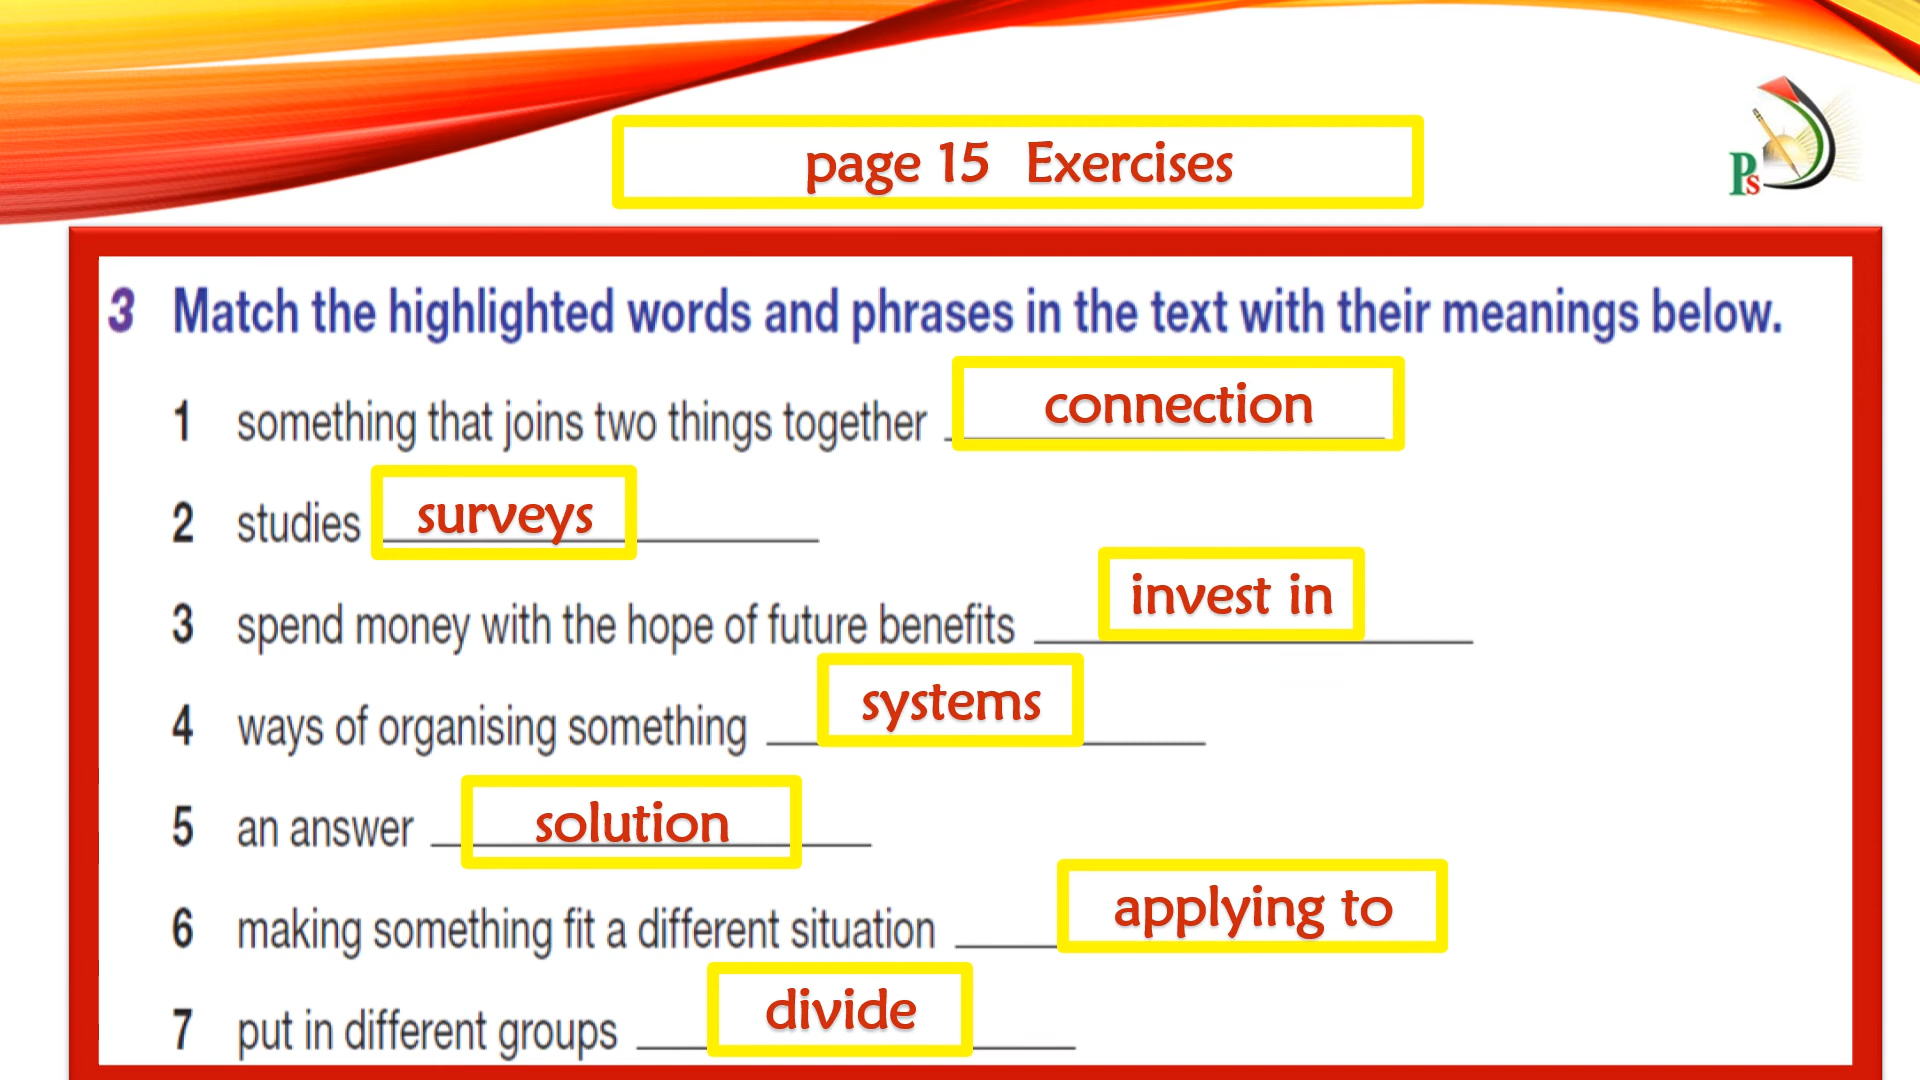 page 15 Exercises
Ps
3 Match the highlighted words and phrases in the text with their meanings below.
1 something that joins two things together connection
2 studies surveys
3 spend money with the hope of future benefits invest in
4 ways of organising something systems
5 an answer solution
6 making something fit a different situation applying to
7 put in different groups divide